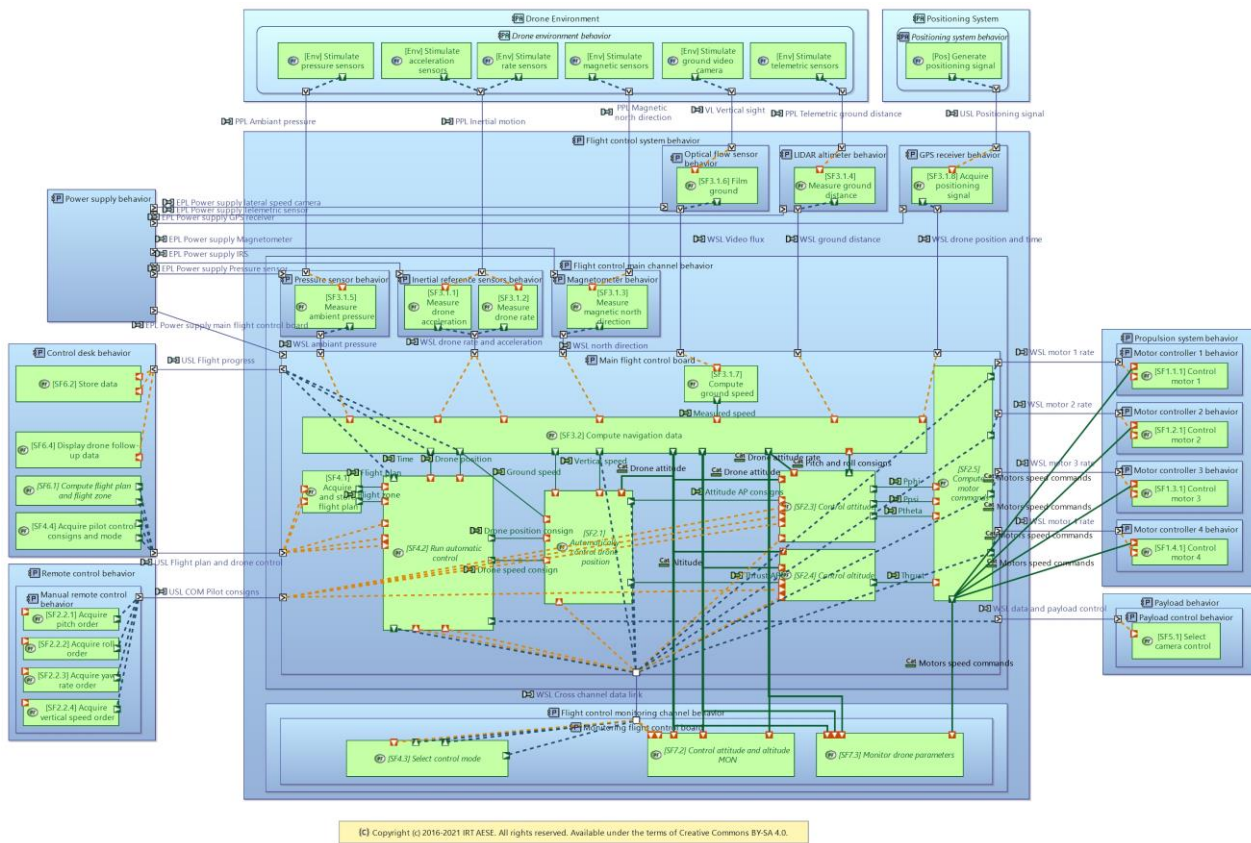 Drone Environment
Positioning System
Drone environment behavior
Positioning system behavior
[Env] Stimulate
pressure sensors
[Env] Stimulate
acceleration
sensors
[Env] Stimulate
rate sensors
[Env] Stimulate
magnetic sensors
[Env] Stimulate
ground video
camera
[Env] Stimulate
telemetric sensors
[Pos] Generate
positioning signal
PPL Ambiant pressure
PPL Inertial motion
PPL Magnetic
north direction
VL Vertical sight
PPL Telemetric ground distance
USL Positioning signal
Flight control system behavior
Optical flow sensor
behavior
LIDAR altimeter behavior
GPS receiver behavior
[SF3.1.6] Film
ground
[SF3.1.4]
Measure ground
distance
[SF3.1.8] Acquire
positioning
signal
Power supply behavior
EPL Power supply lateral speed camera
EPL Power supply telemetric sensor
EPL Power supply GPS receiver
EPL Power supply Magnetometer
EPL Power supply IRS
EPL Power supply Pressure sensor
EPL Power supply main flight control board
WSL Video flux
WSL ground distance
WSL drone position and time
Flight control main channel behavior
Pressure sensor behavior
Inertial reference sensors behavior
Magnetometer behavior
[SF3.1.5]
Measure
ambient pressure
[SF3.1.1]
Measure
drone
acceleration
[SF3.1.2]
Measure
drone rate
[SF3.1.3]
Measure
magnetic north
direction
WSL ambient pressure
WSL drone rate and acceleration
WSL north direction
Control desk behavior
USL Flight progress
Main flight control board
[SF3.1.7]
Compute
ground speed
Measured speed
[SF3.2] Compute navigation data
[SF6.2] Store data
[SF6.4] Display drone follow-
up data
[SF6.1] Compute flight plan
and flight zone
[SF4.4] Acquire pilot control
consigns and mode
USL Flight plan and drone control
Time
Drone position
Ground speed
Vertical speed
Drone attitude
Drone attitude rate
Drone attitude
Pitch and roll consigns
Flight plan
Flight zone
[SF4.1]
Acquire
flight plan
[SF4.2] Run automatic
control
Drone position consign
Drone speed consign
[SF2.1]
position
Attitude AP consigns
Altitude
[SF2.3] Control attitude
[SF2.4] Control altitude
Pphi
Ppsi
Ptheta
Thrust
[SF2.5]
Motors speed commands
Motors speed commands
Motors speed commands
Motors speed commands
WSL motor 1 rate
WSL motor 2 rate
WSL motor 3 rate
Propulsion system behavior
Motor controller 1 behavior
[SF1.1.1] Control
motor 1
Motor controller 2 behavior
[SF1.2.1] Control
motor 2
Motor controller 3 behavior
[SF1.3.1] Control
motor 3
Motor controller 4 behavior
[SF1.4.1] Control
motor 4
WSL data and payload control
Payload behavior
Payload control behavior
[SF5.1] Select
camera control
Remote control behavior
Manual remote control
behavior
USL COM Pilot consigns
[SF2.2.1] Acquire
pitch order
[SF2.2.2] Acquire roll
order
[SF2.2.3] Acquire yaw
rate order
[SF2.2.4] Acquire
vertical speed order
WSL Cross channel data link
Flight control monitoring channel behavior
Monitoring flight control board
[SF4.3] Select control mode
[SF7.2] Control attitude and altitude
MON
[SF7.3] Monitor drone parameters
(C) Copyright (c) 2016-2021 IRT AESE. All rights reserved. Available under the terms of Creative Commons BY-SA 4.0.